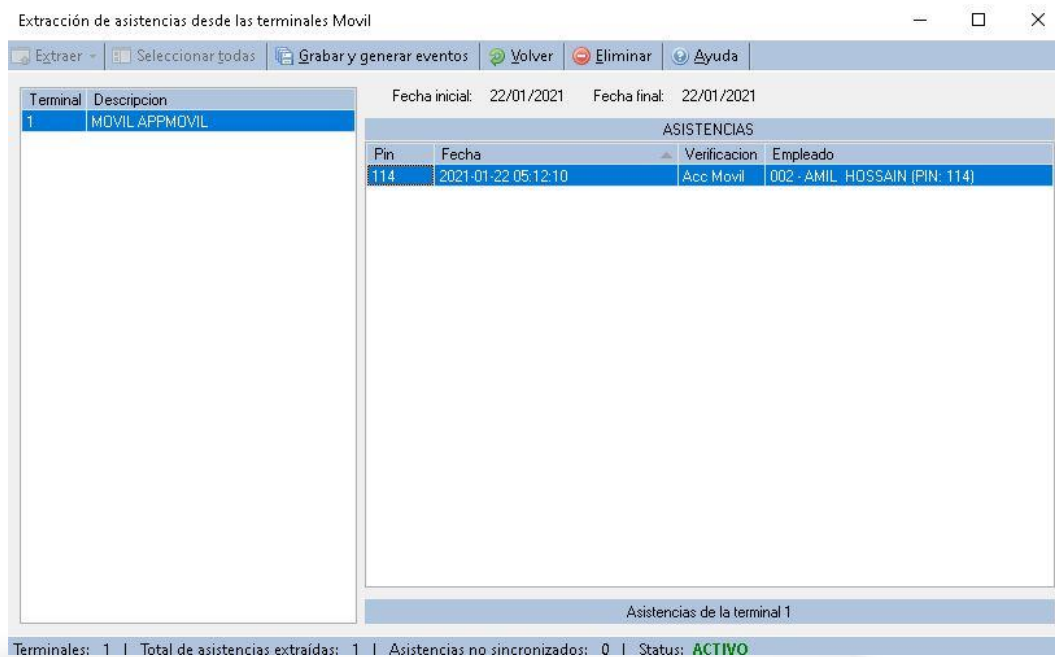 Extracción de asistencias desde las terminales Movil
Extraer Seleccionar todas Grabar y generar eventos Volver Eliminar Ayuda
Terminal Descripcion
1 MOVIL APPMOVIL
Fecha inicial: 22/01/2021 Fecha final: 22/01/2021
ASISTENCIAS
Pin Fecha Verificacion Empleado
114 2021-01-22 05:12:10 Acc Movil 002 - AMIL HOSSAIN (PIN: 114)
Asistencias de la terminal 1
Terminales: 1 | Total de asistencias extraídas: 1 | Asistencias no sincronizados: 0 | Status: ACTIVO